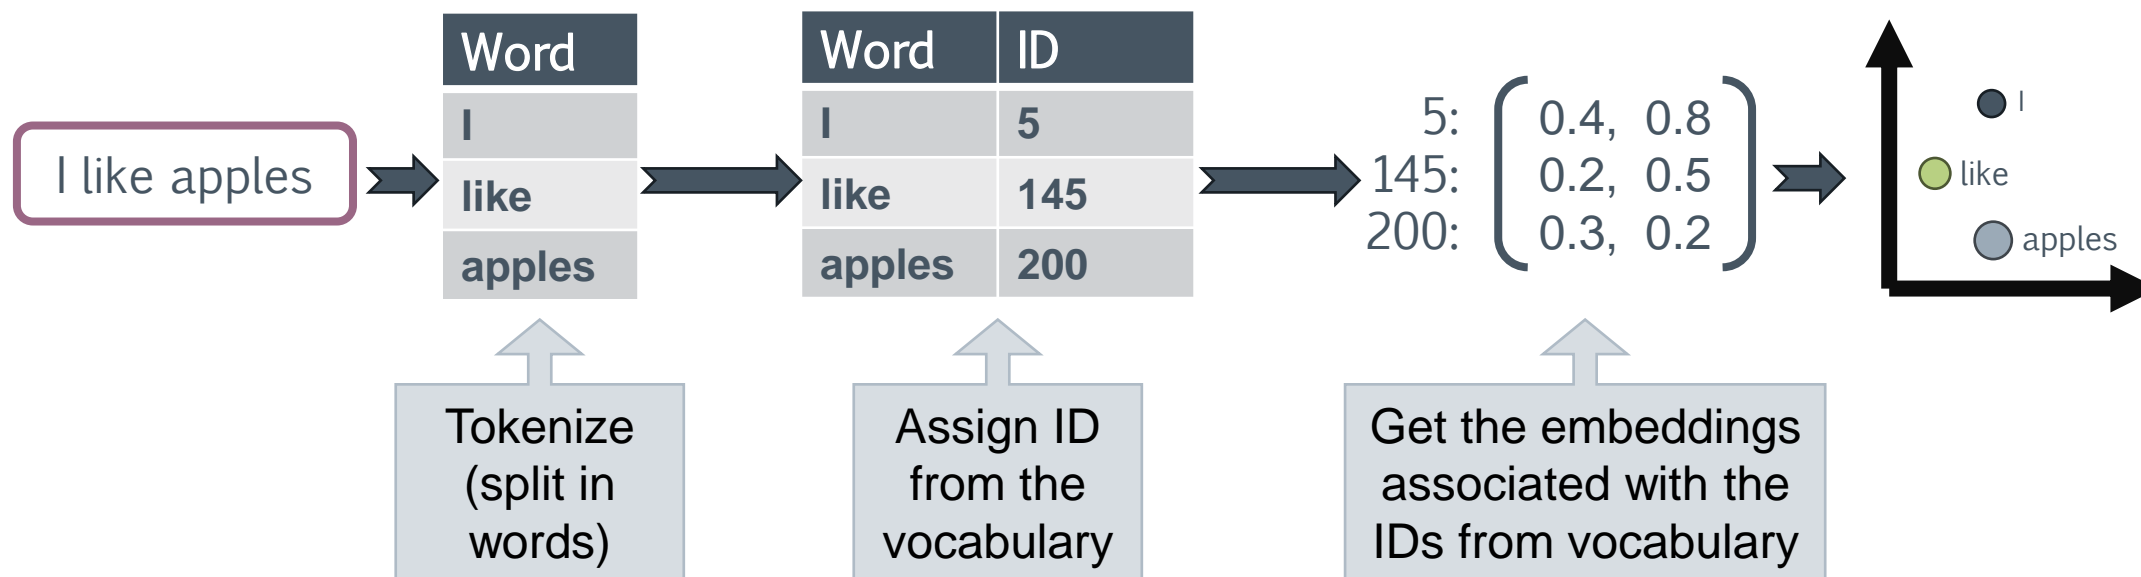 I like apples
Word
I
like
apples
Word ID
I 5
like 145
apples 200
5: 0.4, 0.8
145: 0.2, 0.5
200: 0.3, 0.2
I
like
apples
Tokenize
(split in
words)
Assign ID
from the
vocabulary
Get the embeddings
associated with the
IDs from vocabulary